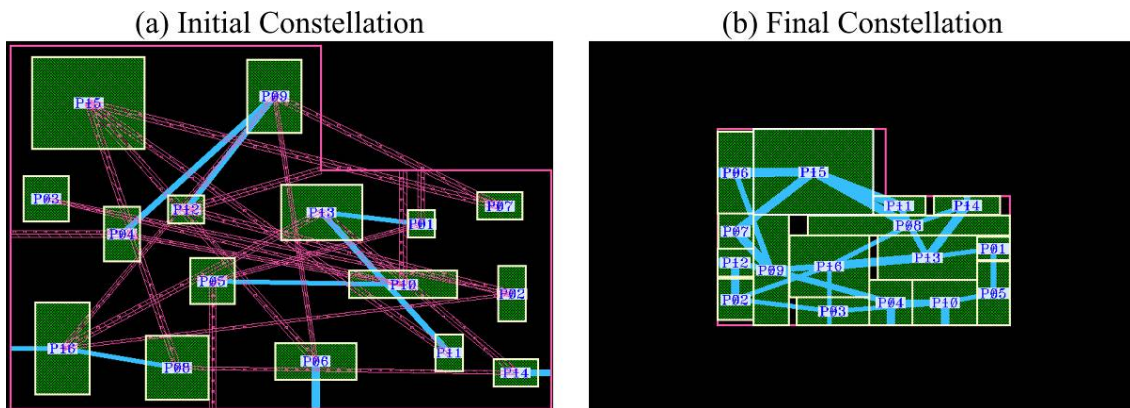 (a) Initial Constellation
(b) Final Constellation
P09
P15
P03
P12
P13
P07
P04
P01
P05
P10
P02
P16
P08
P06
P11
P14
P06
P15
P11
P14
P07
P08
P12
P09
P16
P13
P01
P02
P03
P04
P10
P05